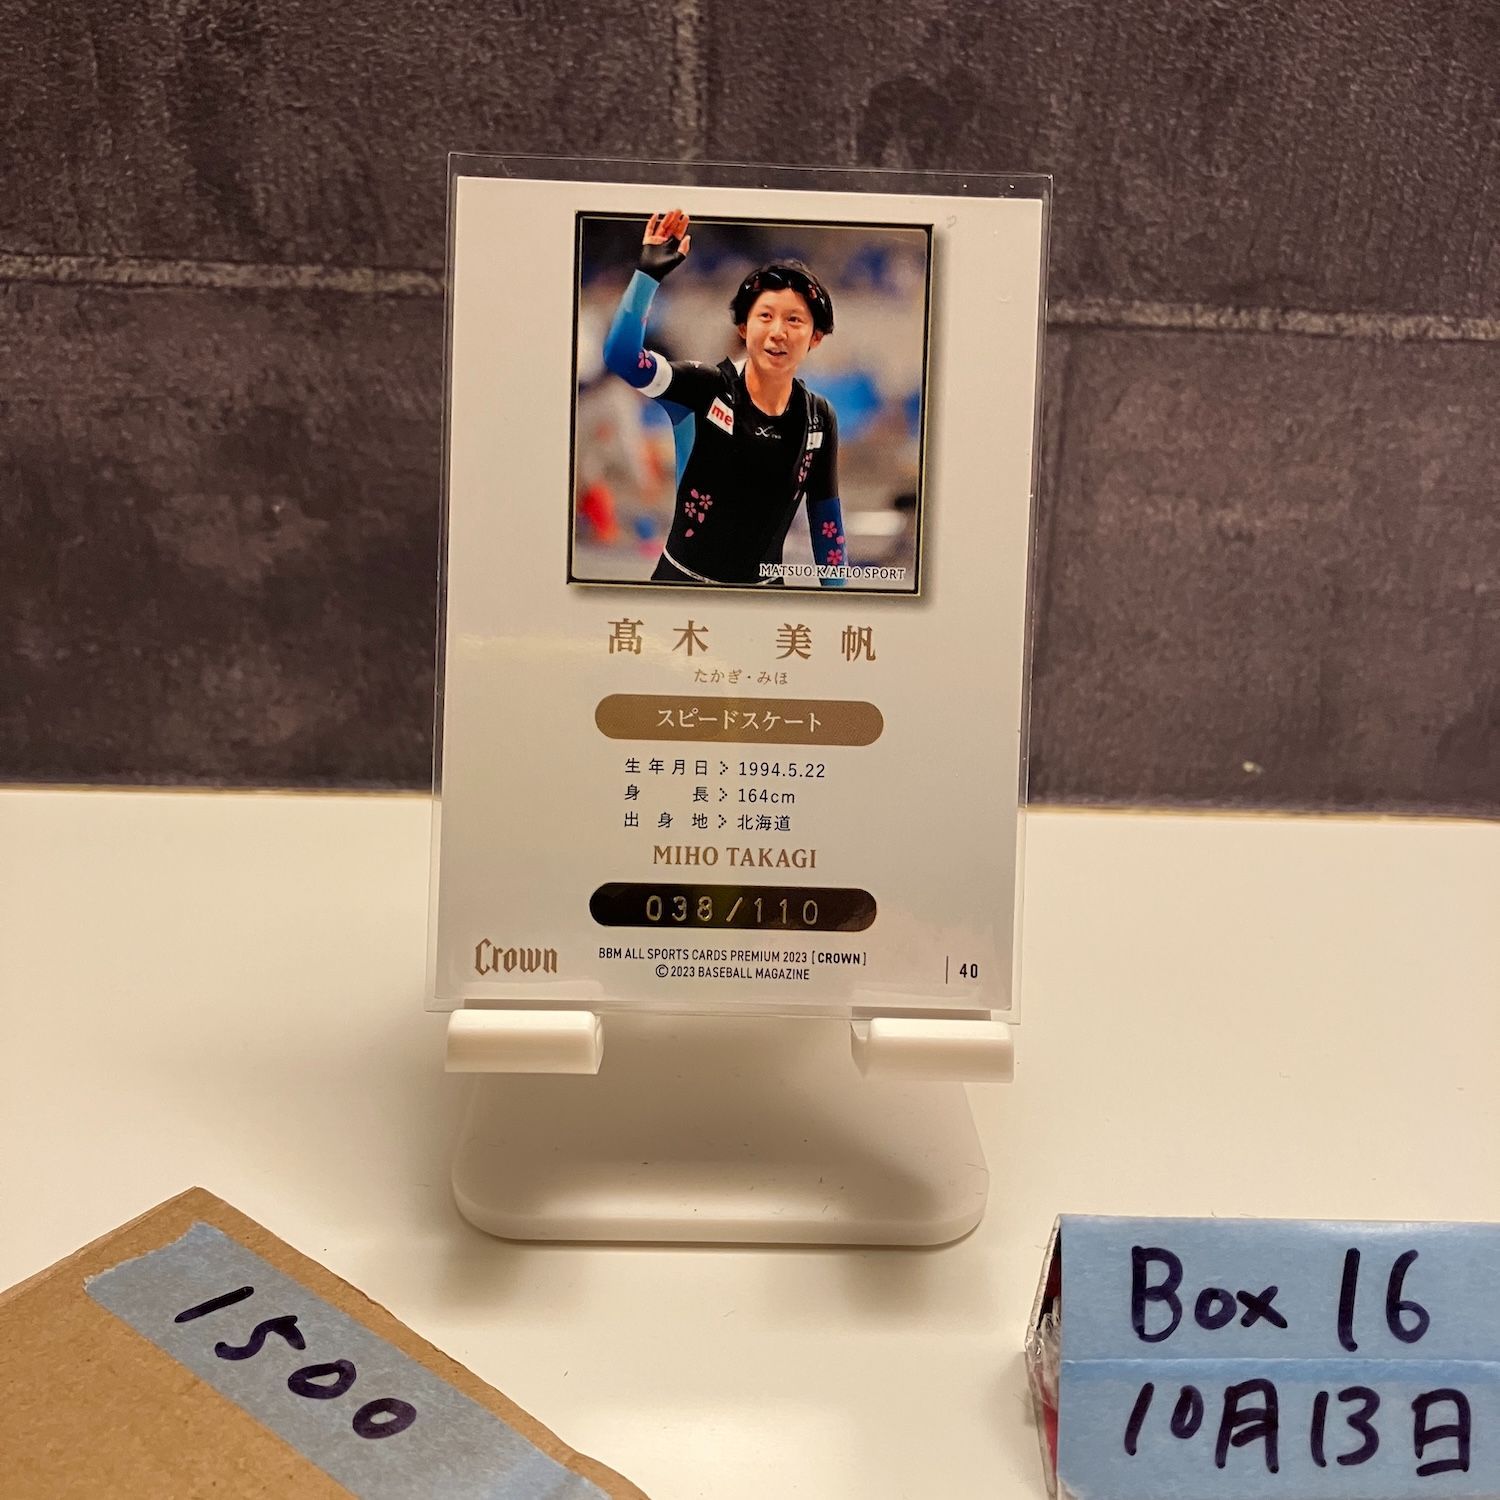 me
MATSUO.K/AFLO SPORT
髙木 美帆
たかぎ・みほ
スピードスケート
生年月日 1994.5.22
身長 164cm
出身地 北海道
MIHO TAKAGI
038/110
Crown
BBM ALL SPORTS CARDS PREMIUM 2023 [CROWN]
© 2023 BASEBALL MAGAZINE
40
1500
Box 16
10月13日